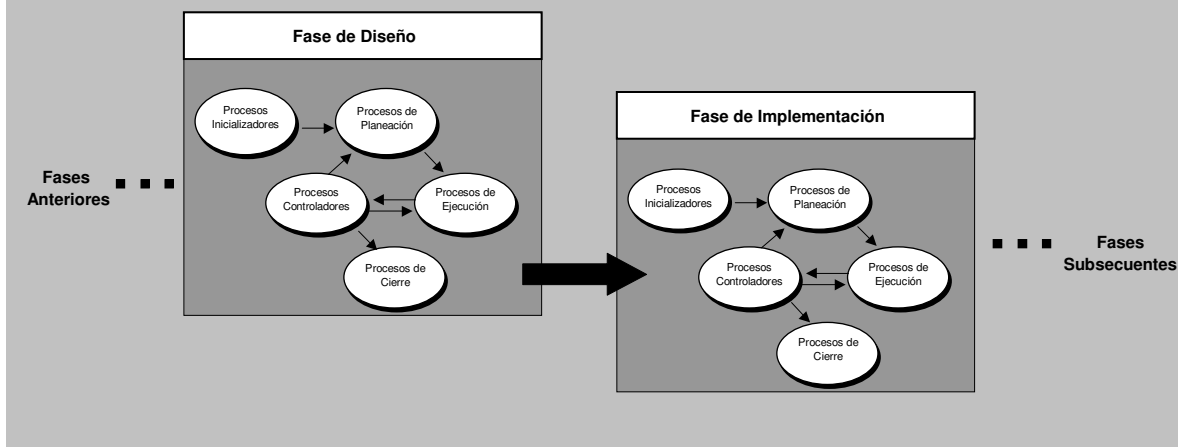 Fase de Diseño
Procesos
Inicializadores
Procesos de
Planeación
Procesos
Controladores
Procesos de
Ejecución
Procesos de
Cierre
Fases
Anteriores
Fase de Implementación
Procesos
Inicializadores
Procesos de
Planeación
Procesos
Controladores
Procesos de
Ejecución
Procesos de
Cierre
Fases
Subsecuentes